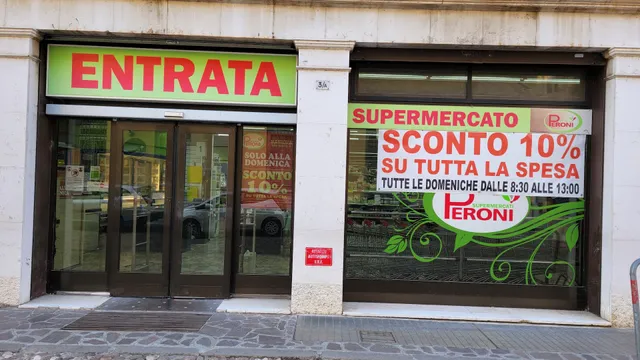 ENTRATA
3/A
SUPERMERCATO PERONI
SCONTO 10%
SU TUTTA LA SPESA
TUTTE LE DOMENICHE DALLE 8:30 ALLE 13:00
SUPERMERCATI
PERONI
SOLO ALLA
DOMENICA
SCONTO
10%